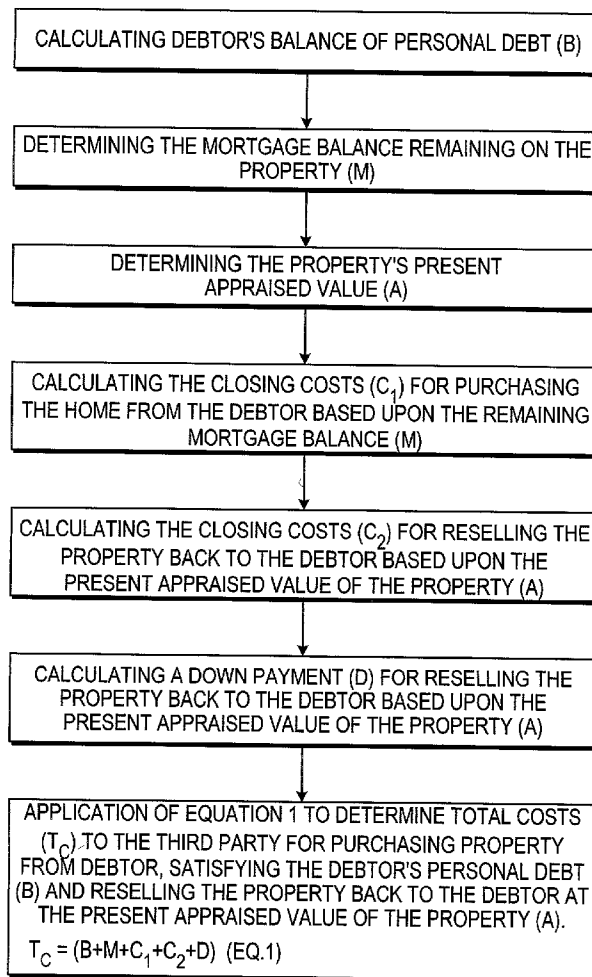 CALCULATING DEBTOR'S BALANCE OF PERSONAL DEBT (B)
DETERMINING THE MORTGAGE BALANCE REMAINING ON THE
PROPERTY (M)
DETERMINING THE PROPERTY'S PRESENT
APPRAISED VALUE (A)
CALCULATING THE CLOSING COSTS (C₁) FOR PURCHASING
THE HOME FROM THE DEBTOR BASED UPON THE REMAINING
MORTGAGE BALANCE (M)
CALCULATING THE CLOSING COSTS (C₂) FOR RESELLING THE
PROPERTY BACK TO THE DEBTOR BASED UPON THE
PRESENT APPRAISED VALUE OF THE PROPERTY (A)
CALCULATING A DOWN PAYMENT (D) FOR RESELLING THE
PROPERTY BACK TO THE DEBTOR BASED UPON THE
PRESENT APPRAISED VALUE OF THE PROPERTY (A)
APPLICATION OF EQUATION 1 TO DETERMINE TOTAL COSTS
(T_C) TO THE THIRD PARTY FOR PURCHASING PROPERTY
FROM DEBTOR, SATISFYING THE DEBTOR'S PERSONAL DEBT
(B) AND RESELLING THE PROPERTY BACK TO THE DEBTOR AT
THE PRESENT APPRAISED VALUE OF THE PROPERTY (A).
T_C = (B+M+C₁+C₂+D) (EQ.1)